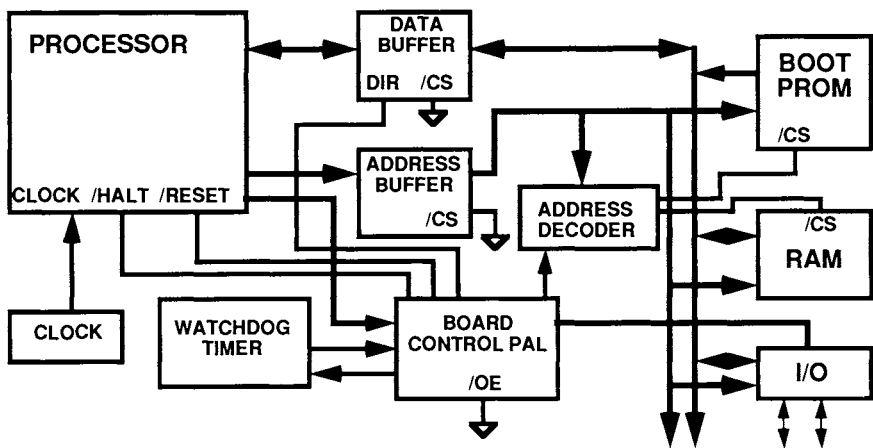 PROCESSOR
CLOCK /HALT /RESET
DATA
BUFFER
DIR /CS
BOOT
PROM
/CS
ADDRESS
BUFFER
/CS
ADDRESS
DECODER
/CS
RAM
CLOCK
WATCHDOG
TIMER
BOARD
CONTROL PAL
/OE
I/O